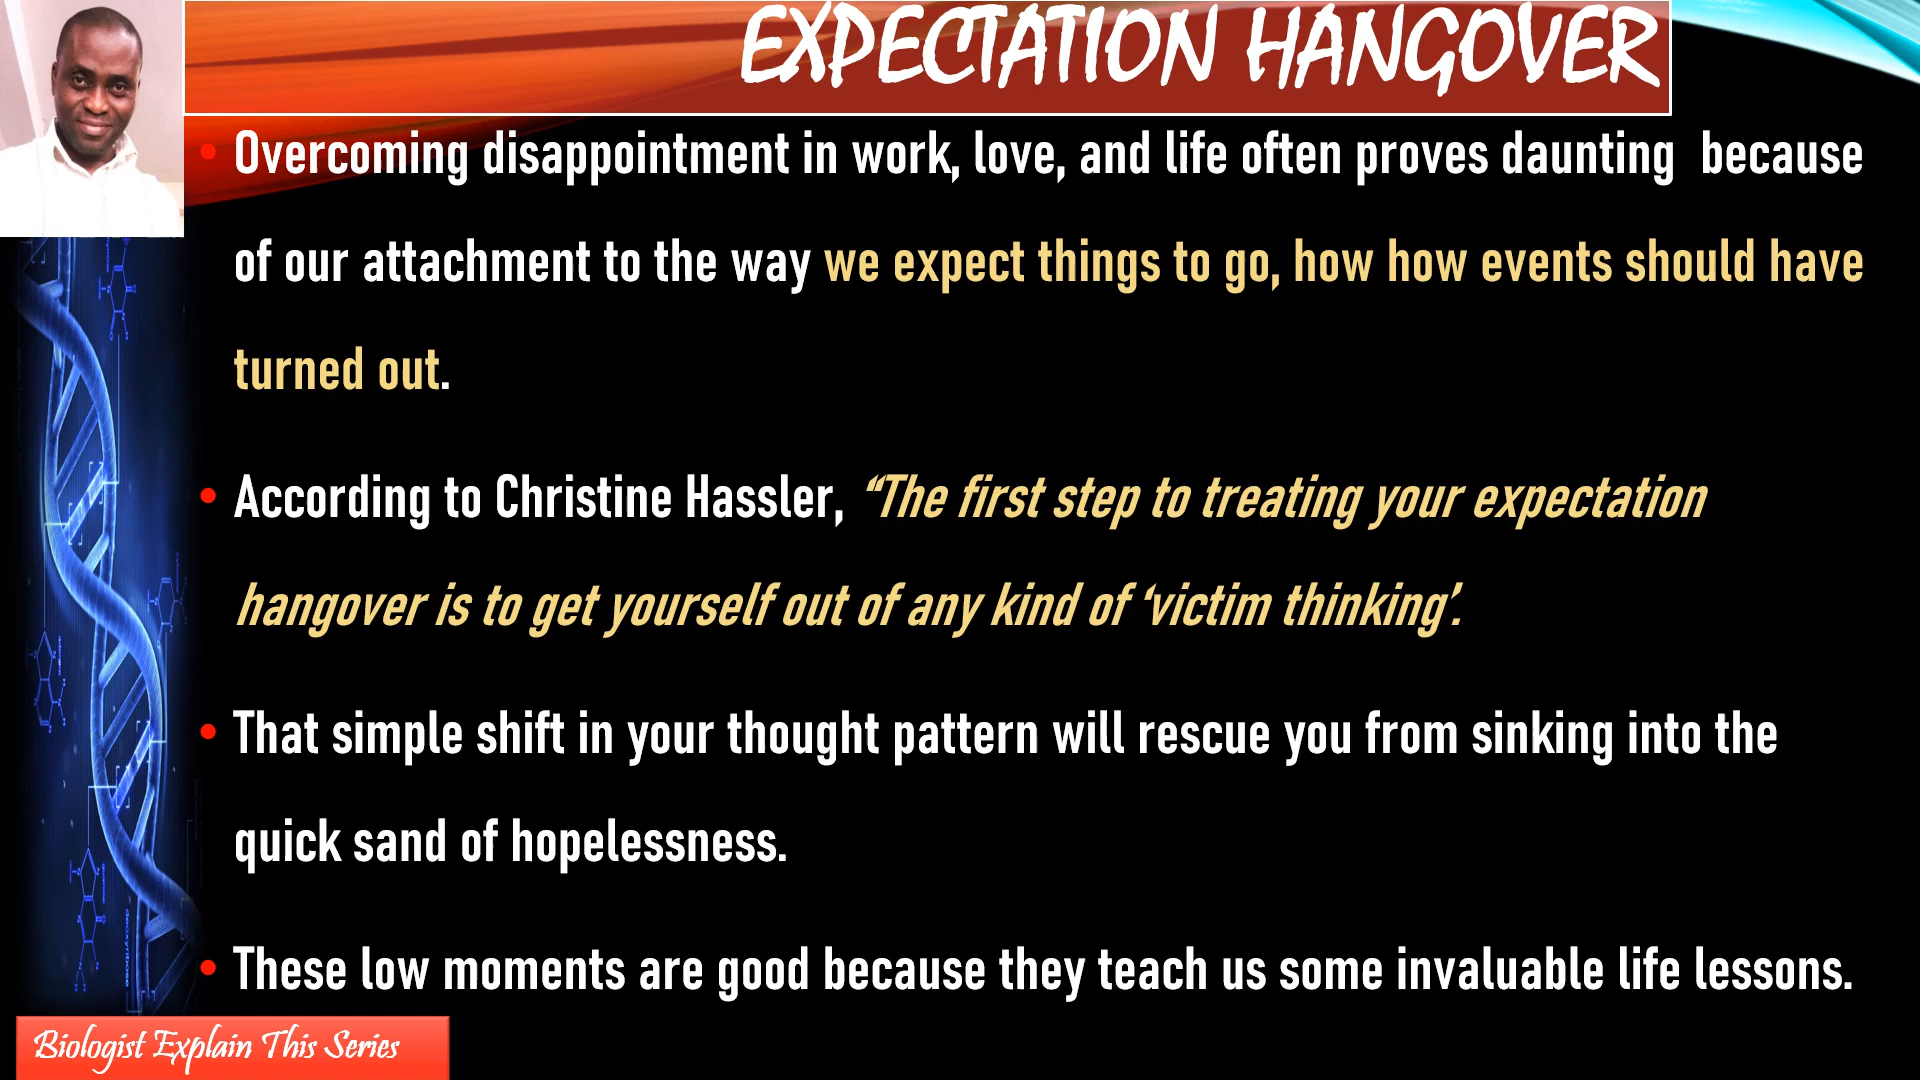 EXPECTATION HANGOVER
• Overcoming disappointment in work, love, and life often proves daunting  because
of our attachment to the way we expect things to go, how how events should have
turned out.
• According to Christine Hassler, “The first step to treating your expectation
hangover is to get yourself out of any kind of ‘victim thinking’.
• That simple shift in your thought pattern will rescue you from sinking into the
quick sand of hopelessness.
• These low moments are good because they teach us some invaluable life lessons.
Biologist Explain This Series